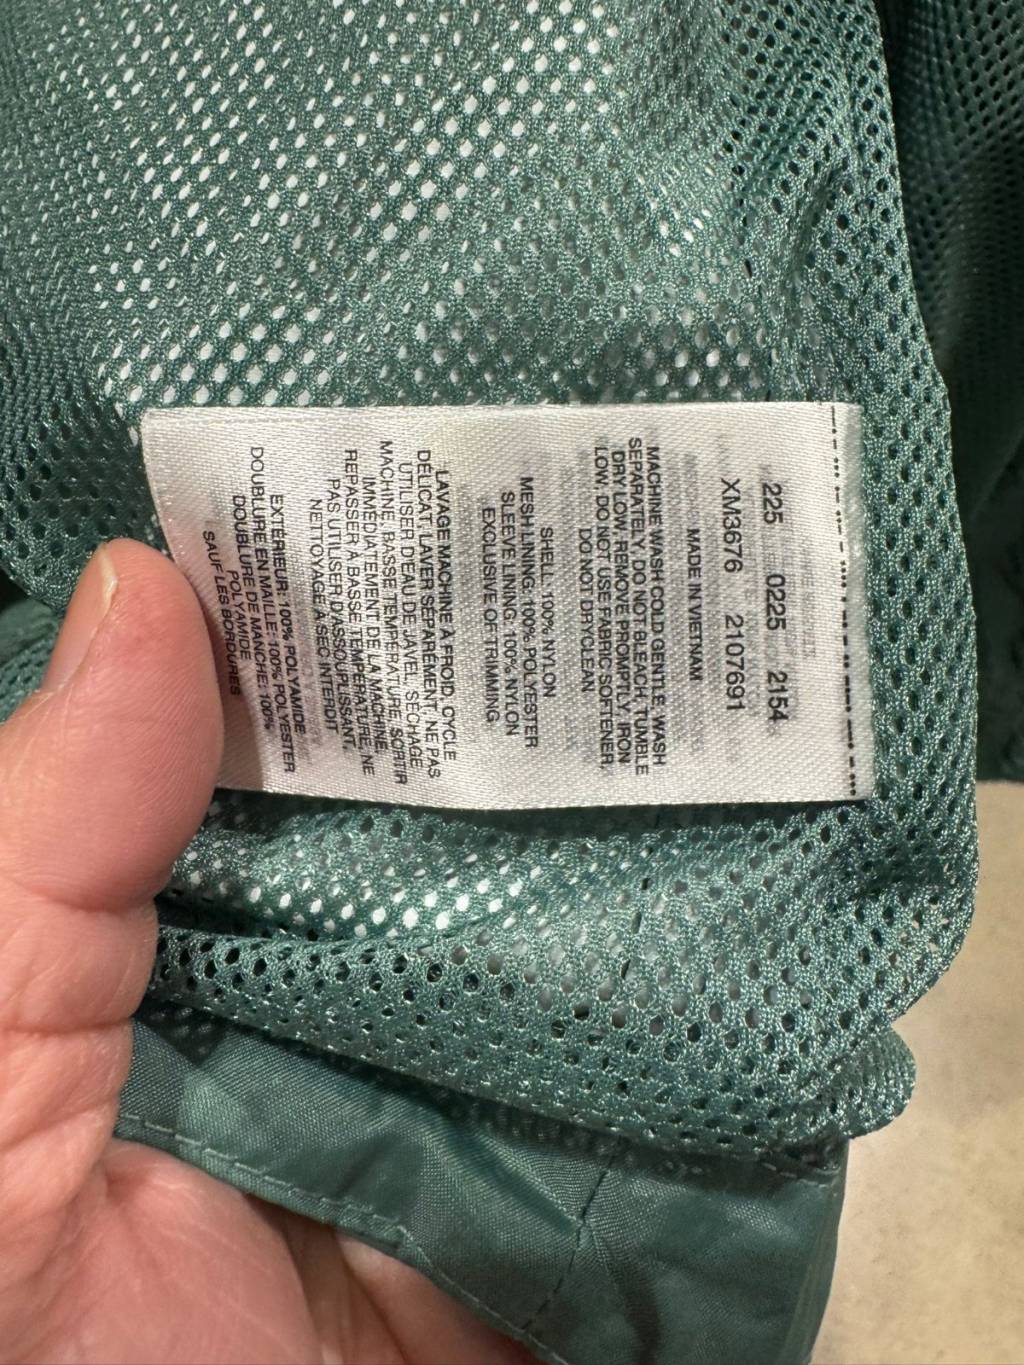 225 0225 2154
XM3676 2107691
MADE IN VIETNAM
MACHINE WASH COLD GENTLE, WASH
SEPARATELY, DO NOT BLEACH, TUMBLE
DRY LOW, REMOVE PROMPTLY, IRON
LOW, DO NOT USE FABRIC SOFTENER,
DO NOT DRYCLEAN
SHELL: 100% NYLON
MESH LINING: 100% POLYESTER
SLEEVE LINING: 100% NYLON
EXCLUSIVE OF TRIMMING
LAVAGE MACHINE À FROID, CYCLE
DÉLICAT, LAVER SÉPARÉMENT, NE PAS
UTILISER D'EAU DE JAVEL, SÉCHAGE
MACHINE, BASSE TEMPÉRATURE, SORTIR
IMMÉDIATEMENT DE LA MACHINE,
REPASSER À BASSE TEMPÉRATURE, NE
PAS UTILISER D'ASSOUPLISSANT,
NETTOYAGE À SEC INTERDIT
EXTÉRIEUR: 100% POLYAMIDE
DOUBLURE EN MAILLE: 100% POLYESTER
DOUBLURE DE MANCHE: 100%
POLYAMIDE
SAUF LES BORDURES